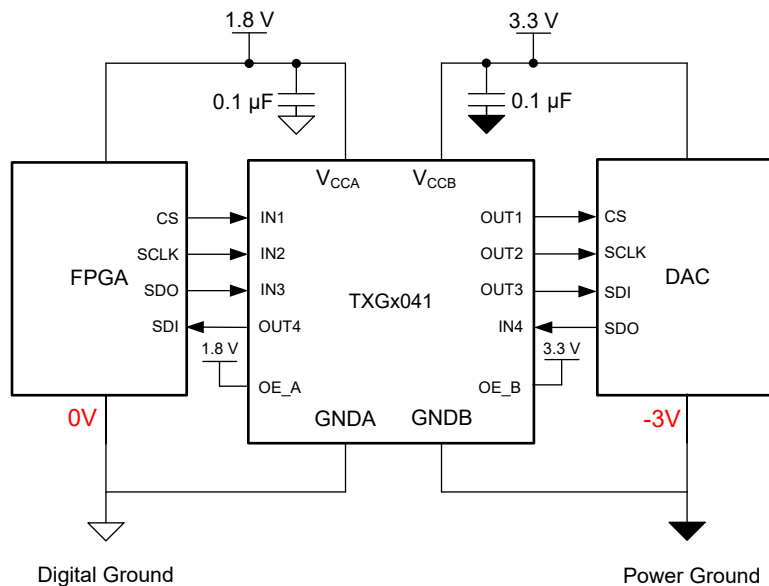 1.8 V
3.3 V
0.1 µF
0.1 µF
VCCA
VCCB
CS
IN1
OUT1
CS
SCLK
IN2
OUT2
SCLK
FPGA
DAC
SDO
IN3
TXGx041
OUT3
SDI
SDI
OUT4
IN4
SDO
1.8 V
3.3 V
OE_A
OE_B
0V
GNDA
GNDB
-3V
Digital Ground
Power Ground